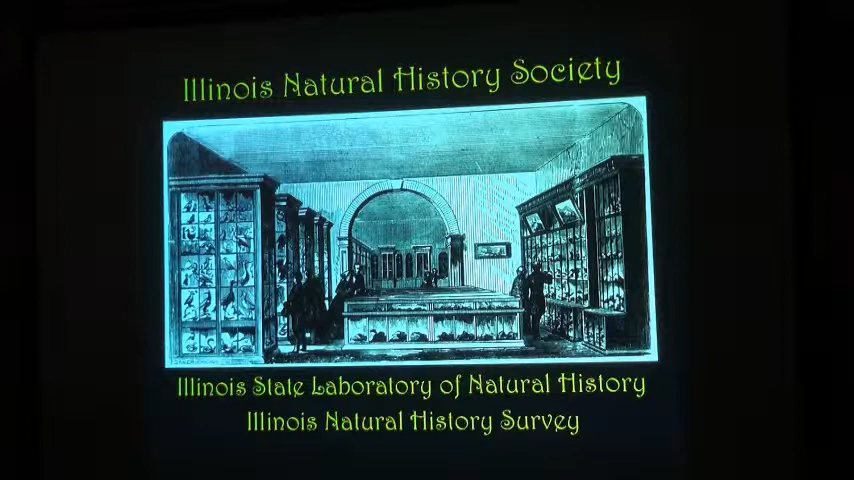 Illinois Natural History Society
Illinois State Laboratory of Natural History
Illinois Natural History Survey